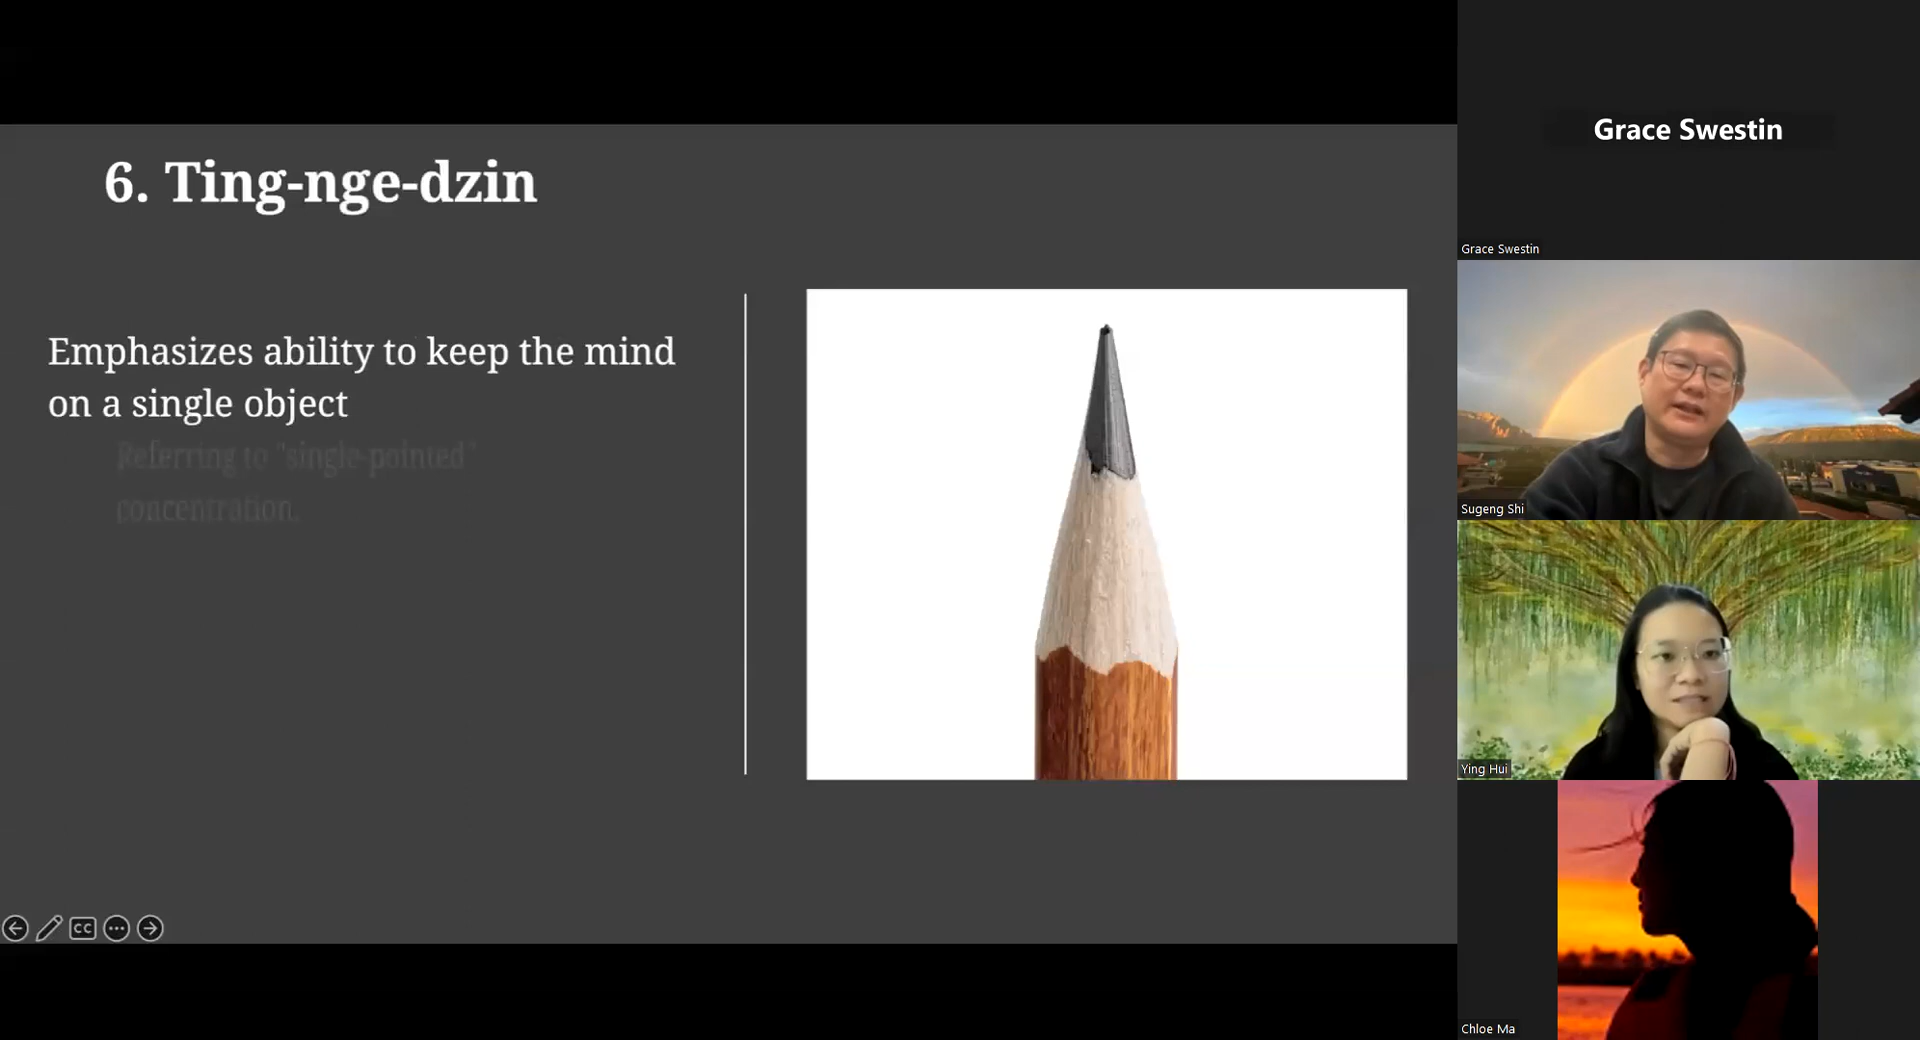 6. Ting-nge-dzin
Emphasizes ability to keep the mind
on a single object
Referring to "single-pointed"
concentration.
CC
Grace Swestin
Grace Swestin
Sugeng Shi
Ying Hui
Chloe Ma